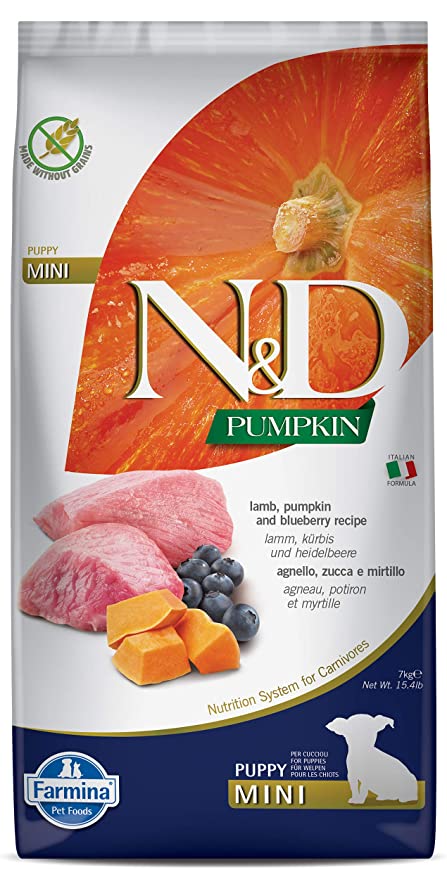 MADE WITHOUT GRAINS
PUPPY
MINI
N&D
PUMPKIN
ITALIAN
FORMULA
lamb, pumpkin
and blueberry recipe
lamm, kürbis
und heidelbeere
agnello, zucca e mirtillo
agneau, potiron
et myrtille
7kg℮
Net Wt. 15.4lb
Nutrition System for Carnivores
PUPPY
PER CUCCIOLI
FOR PUPPIES
FÜR WELPEN
POUR LES CHIOTS
MINI
Farmina
Pet Foods